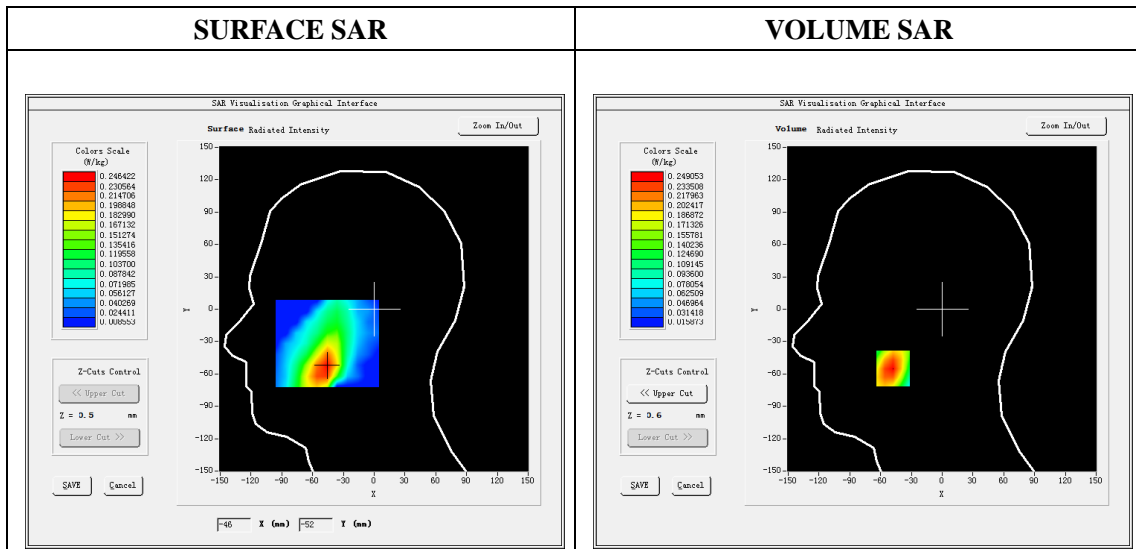 SURFACE SAR
VOLUME SAR
SAR Visualisation Graphical Interface
Surface Radiated Intensity
Zoom In/Out
Colors Scale
(W/kg)
0.246422
0.230564
0.214706
0.198848
0.182990
0.167132
0.151274
0.135416
0.119558
0.103700
0.087842
0.071985
0.056127
0.040269
0.024411
0.008553
150
120
90
60
30
0
-30
-60
-90
-120
-150
Y
-150 -120 -90 -60 -30 0 30 60 90 120 150
X
Z-Cuts Control
<< Upper Cut
Z = 0.5 mm
Lower Cut >>
SAVE Cancel
-46 X (mm) -52 Y (mm)
SAR Visualisation Graphical Interface
Volume Radiated Intensity
Zoom In/Out
Colors Scale
(W/kg)
0.249053
0.233508
0.217963
0.202417
0.186872
0.171326
0.155781
0.140236
0.124690
0.109145
0.093600
0.078054
0.062509
0.046964
0.031418
0.015873
150
120
90
60
30
0
-30
-60
-90
-120
-150
Y
-150 -120 -90 -60 -30 0 30 60 90 120 150
X
Z-Cuts Control
<< Upper Cut
Z = 0.6 mm
Lower Cut >>
SAVE Cancel